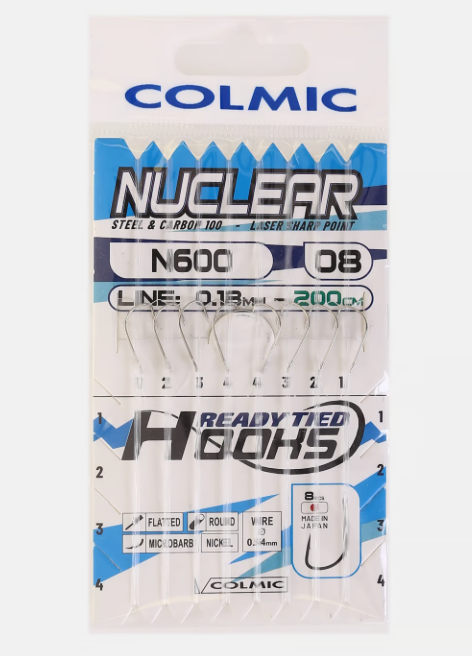 COLMIC
NUCLEAR
STEEL & CARBON 100 - LASER SHARP POINT
N600 08
LINE: 0.18MM - 200CM
2 3 4 4 3 2 1
1 1
READY TIED
HOOKS
2 2
8PCS
MADE IN
JAPAN
FLATTED ROUND WIRE
MICROBARB NICKEL
3 3
COLMIC
4 4